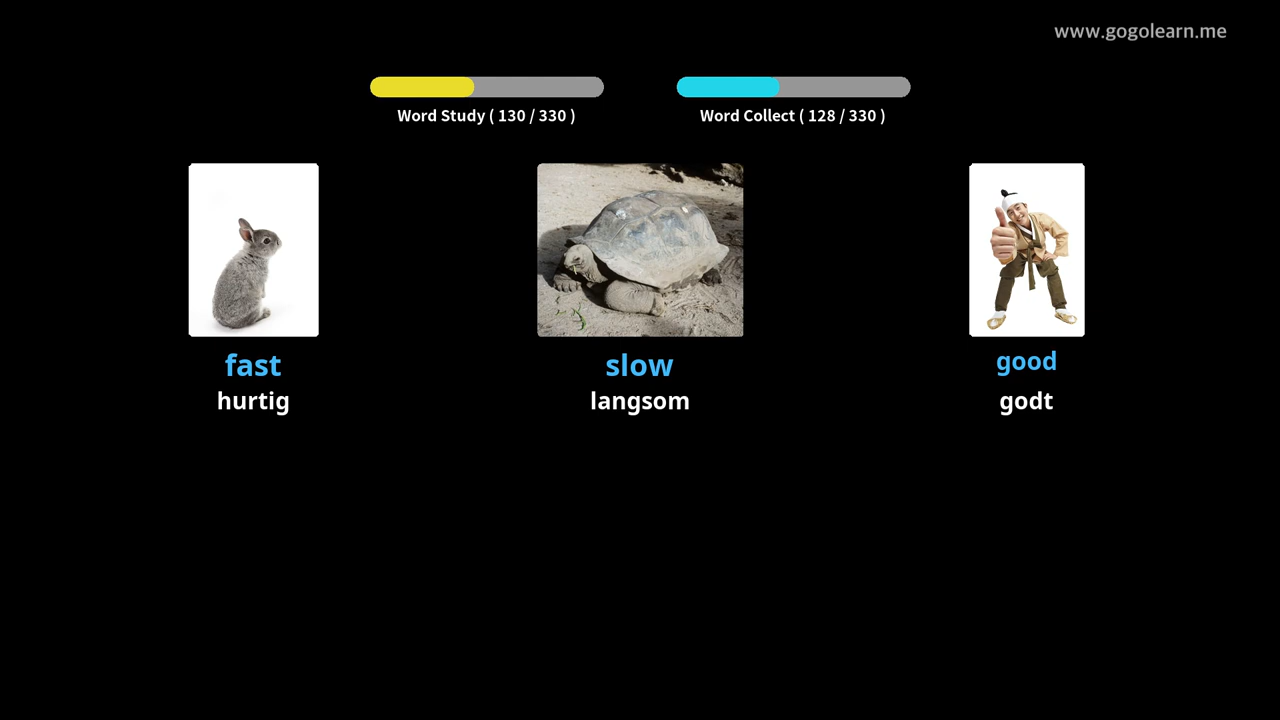 www.gogolearn.me
Word Study ( 130 / 330 )
Word Collect ( 128 / 330 )
fast
hurtig
slow
langsom
good
godt